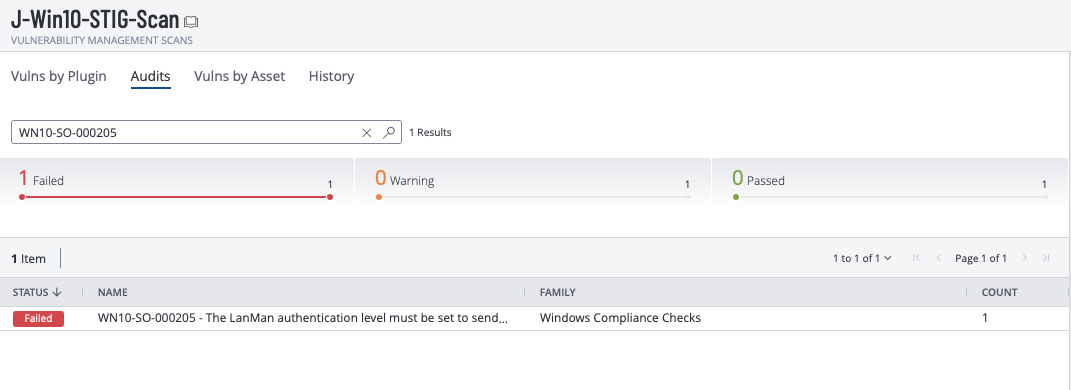 J-Win10-STIG-Scan
VULNERABILITY MANAGEMENT SCANS
Vulns by Plugin Audits Vulns by Asset History
WN10-SO-000205 1 Results
1 Failed 1 0 Warning 1 0 Passed 1
1 Item 1 to 1 of 1 Page 1 of 1
STATUS NAME FAMILY COUNT
Failed WN10-SO-000205 - The LanMan authentication level must be set to send... Windows Compliance Checks 1